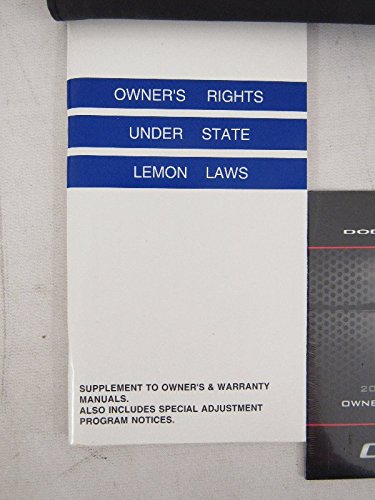 OWNER'S RIGHTS
UNDER STATE
LEMON LAWS
SUPPLEMENT TO OWNER'S & WARRANTY
MANUALS.
ALSO INCLUDES SPECIAL ADJUSTMENT
PROGRAM NOTICES.